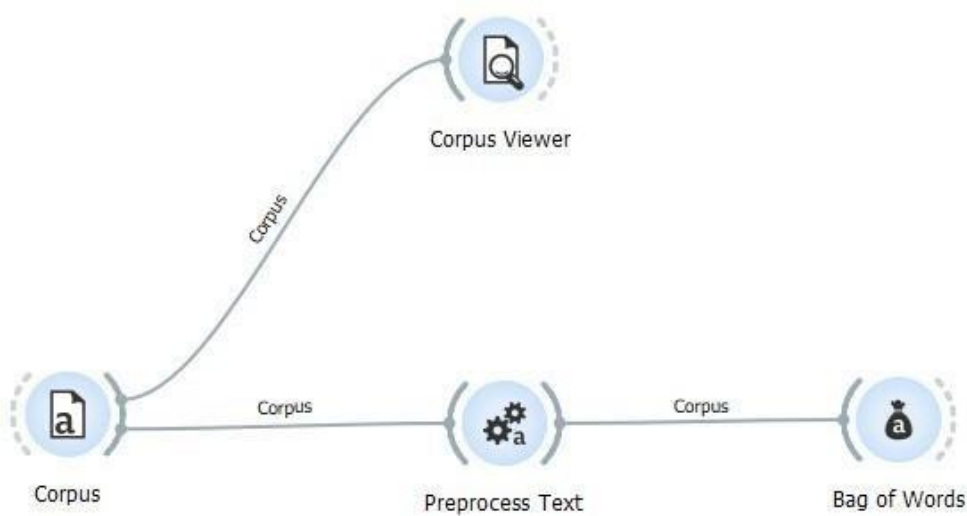 Corpus Viewer
Corpus
a
Corpus
Corpus
a
a
Corpus
Preprocess Text
Bag of Words